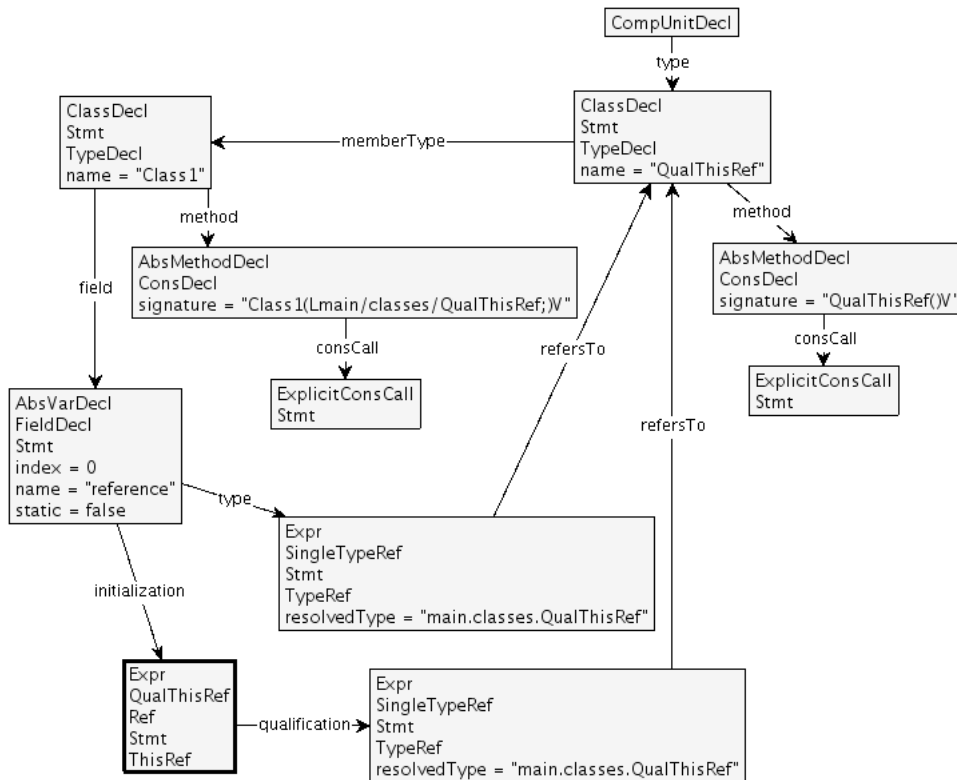 CompUnitDecl
type
ClassDecl
Stmt
TypeDecl
name = "Class1"
memberType
ClassDecl
Stmt
TypeDecl
name = "QualThisRef"
method
method
field
AbsMethodDecl
ConsDecl
signature = "Class1(Lmain/classes/QualThisRef;)V"
AbsMethodDecl
ConsDecl
signature = "QualThisRef()V"
consCall
refersTo
consCall
ExplicitConsCall
Stmt
ExplicitConsCall
Stmt
AbsVarDecl
FieldDecl
Stmt
index = 0
name = "reference"
static = false
refersTo
type
Expr
SingleTypeRef
Stmt
TypeRef
resolvedType = "main.classes.QualThisRef"
initialization
Expr
QualThisRef
Ref
Stmt
ThisRef
qualification
Expr
SingleTypeRef
Stmt
TypeRef
resolvedType = "main.classes.QualThisRef"